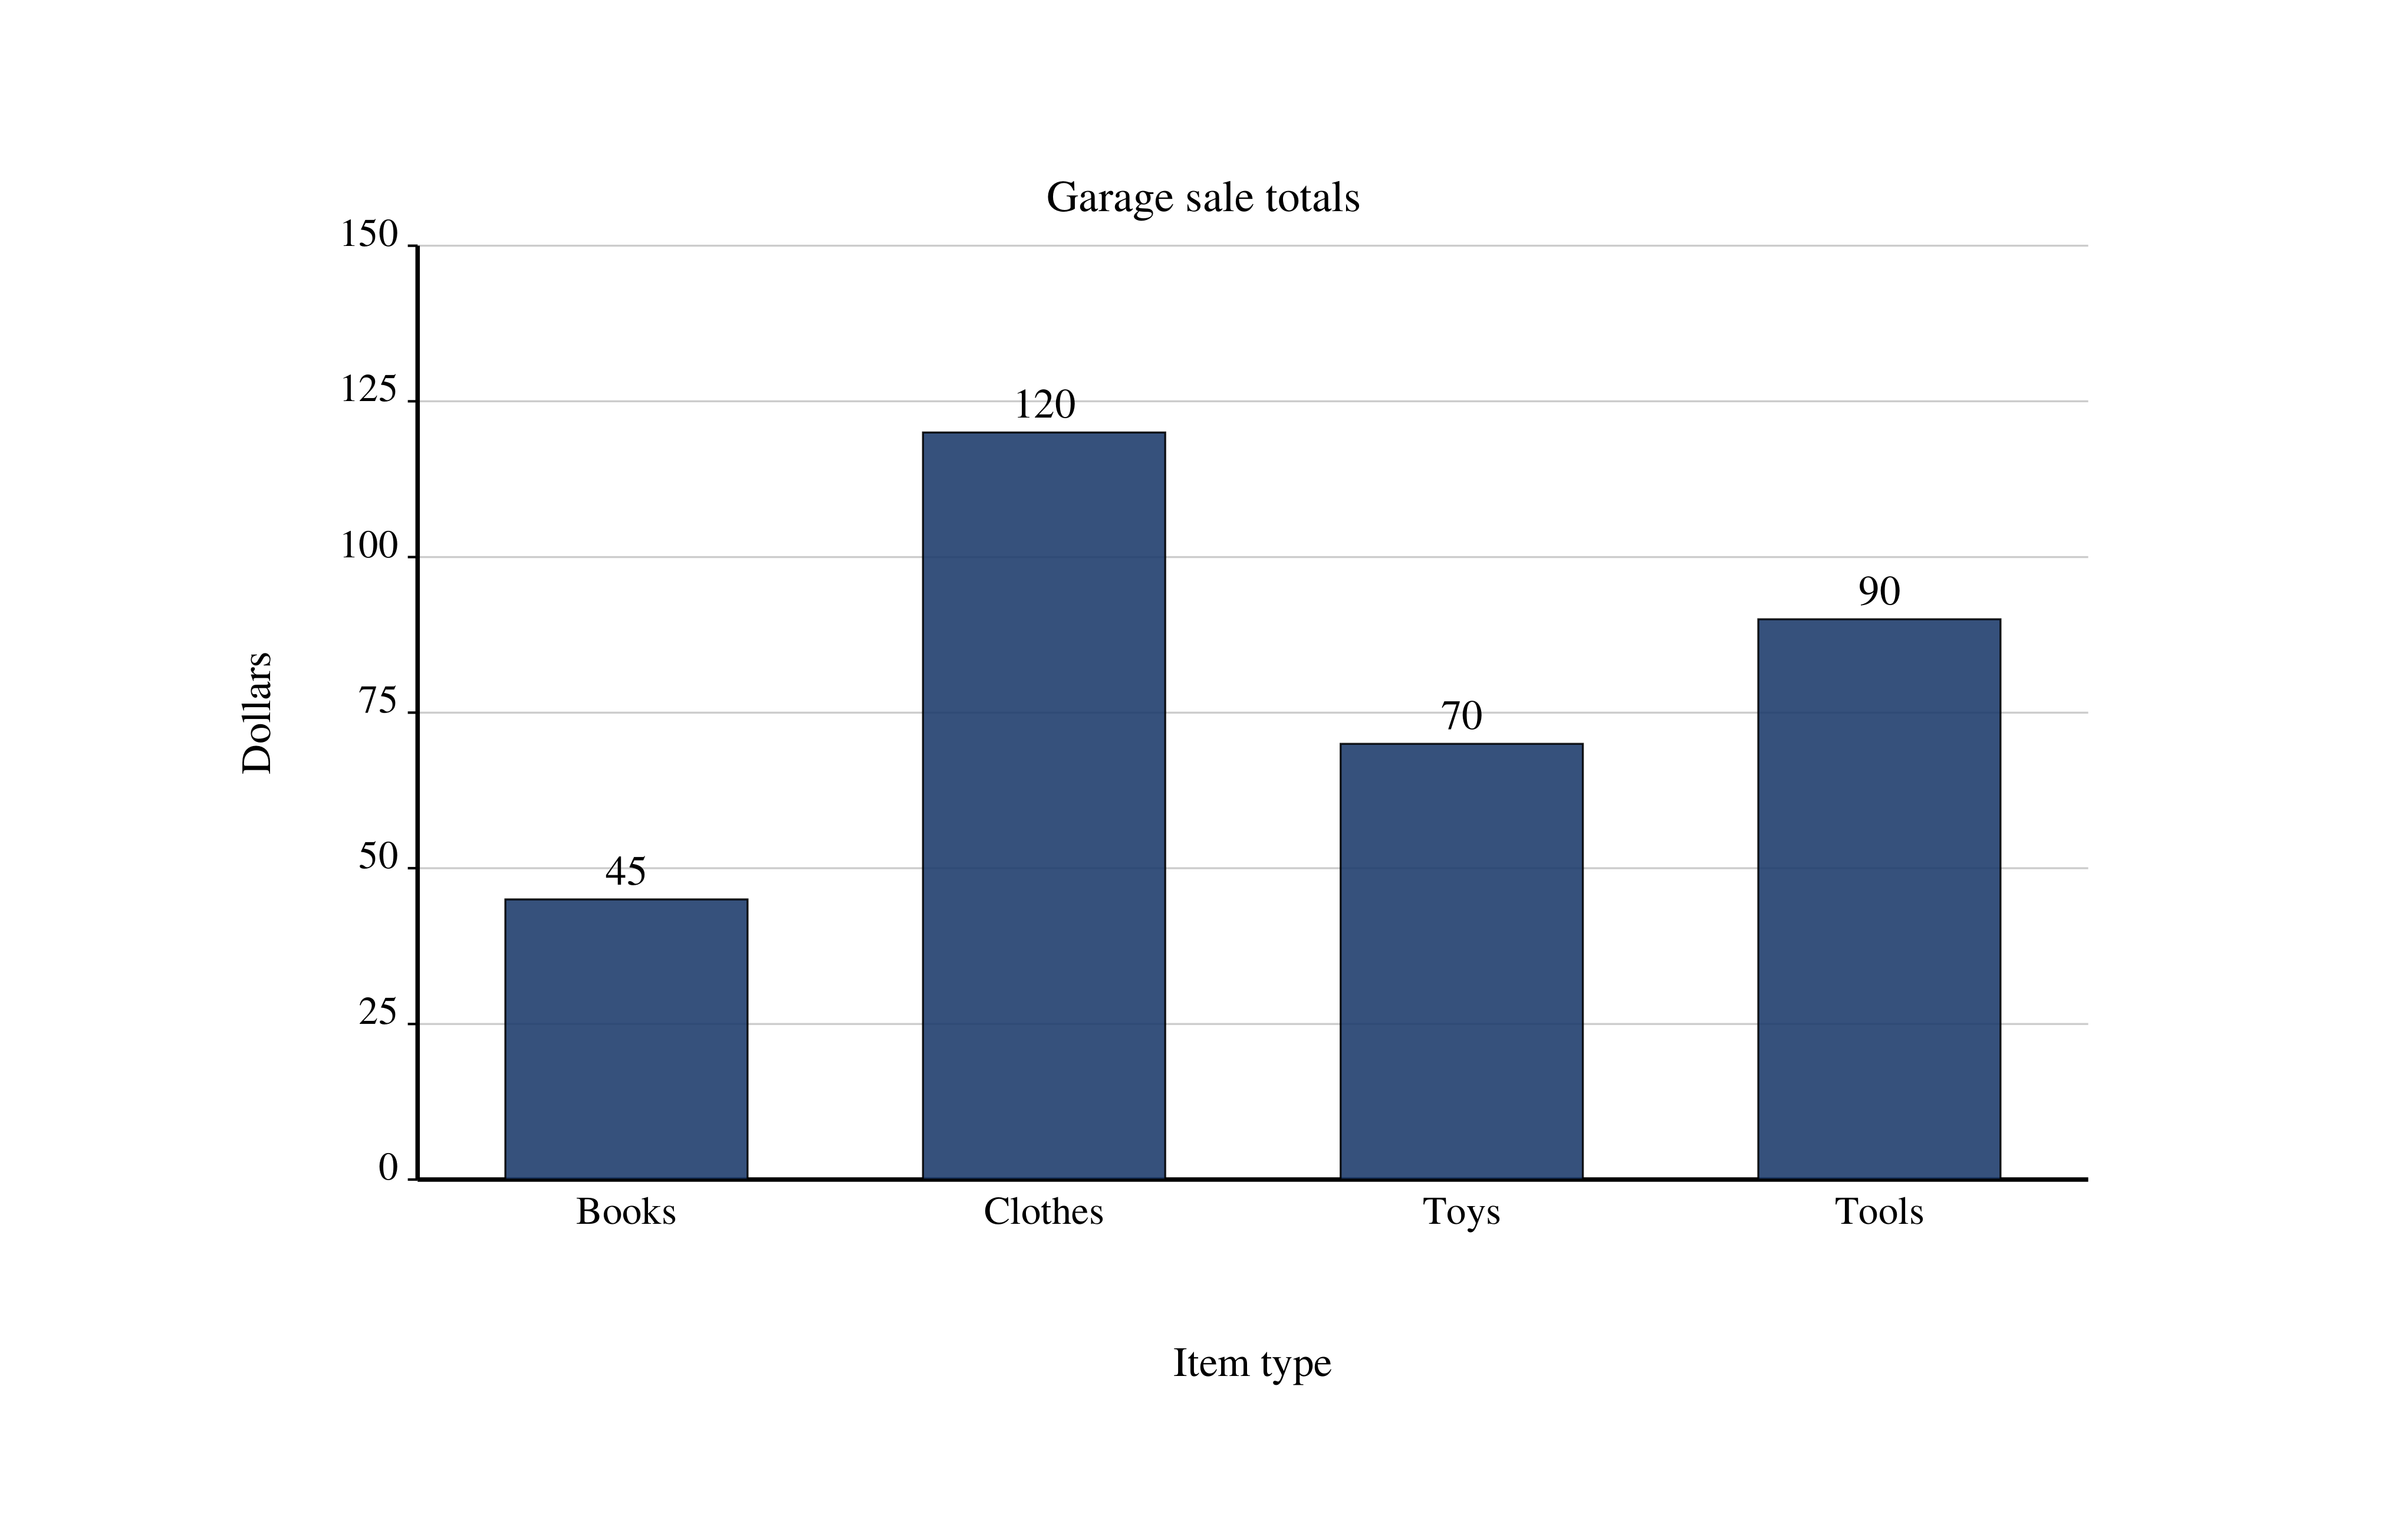 Garage sale totals
150
125
120
100
90
75
70
50
45
25
0
Dollars
Books
Clothes
Toys
Tools
Item type